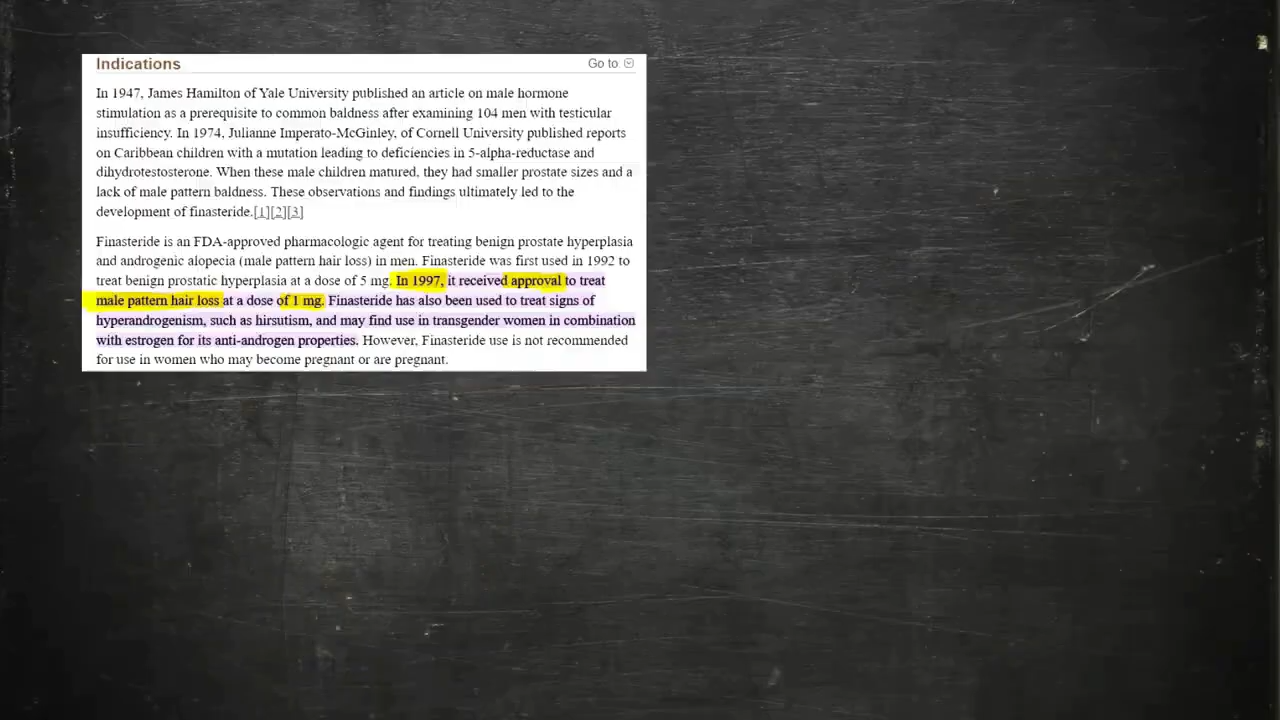 Indications
Go to
In 1947, James Hamilton of Yale University published an article on male hormone
stimulation as a prerequisite to common baldness after examining 104 men with testicular
insufficiency. In 1974, Julianne Imperato-McGinley, of Cornell University published reports
on Caribbean children with a mutation leading to deficiencies in 5-alpha-reductase and
dihydrotestosterone. When these male children matured, they had smaller prostate sizes and a
lack of male pattern baldness. These observations and findings ultimately led to the
development of finasteride.[1][2][3]
Finasteride is an FDA-approved pharmacologic agent for treating benign prostate hyperplasia
and androgenic alopecia (male pattern hair loss) in men. Finasteride was first used in 1992 to
treat benign prostatic hyperplasia at a dose of 5 mg. In 1997, it received approval to treat
male pattern hair loss at a dose of 1 mg. Finasteride has also been used to treat signs of
hyperandrogenism, such as hirsutism, and may find use in transgender women in combination
with estrogen for its anti-androgen properties. However, Finasteride use is not recommended
for use in women who may become pregnant or are pregnant.